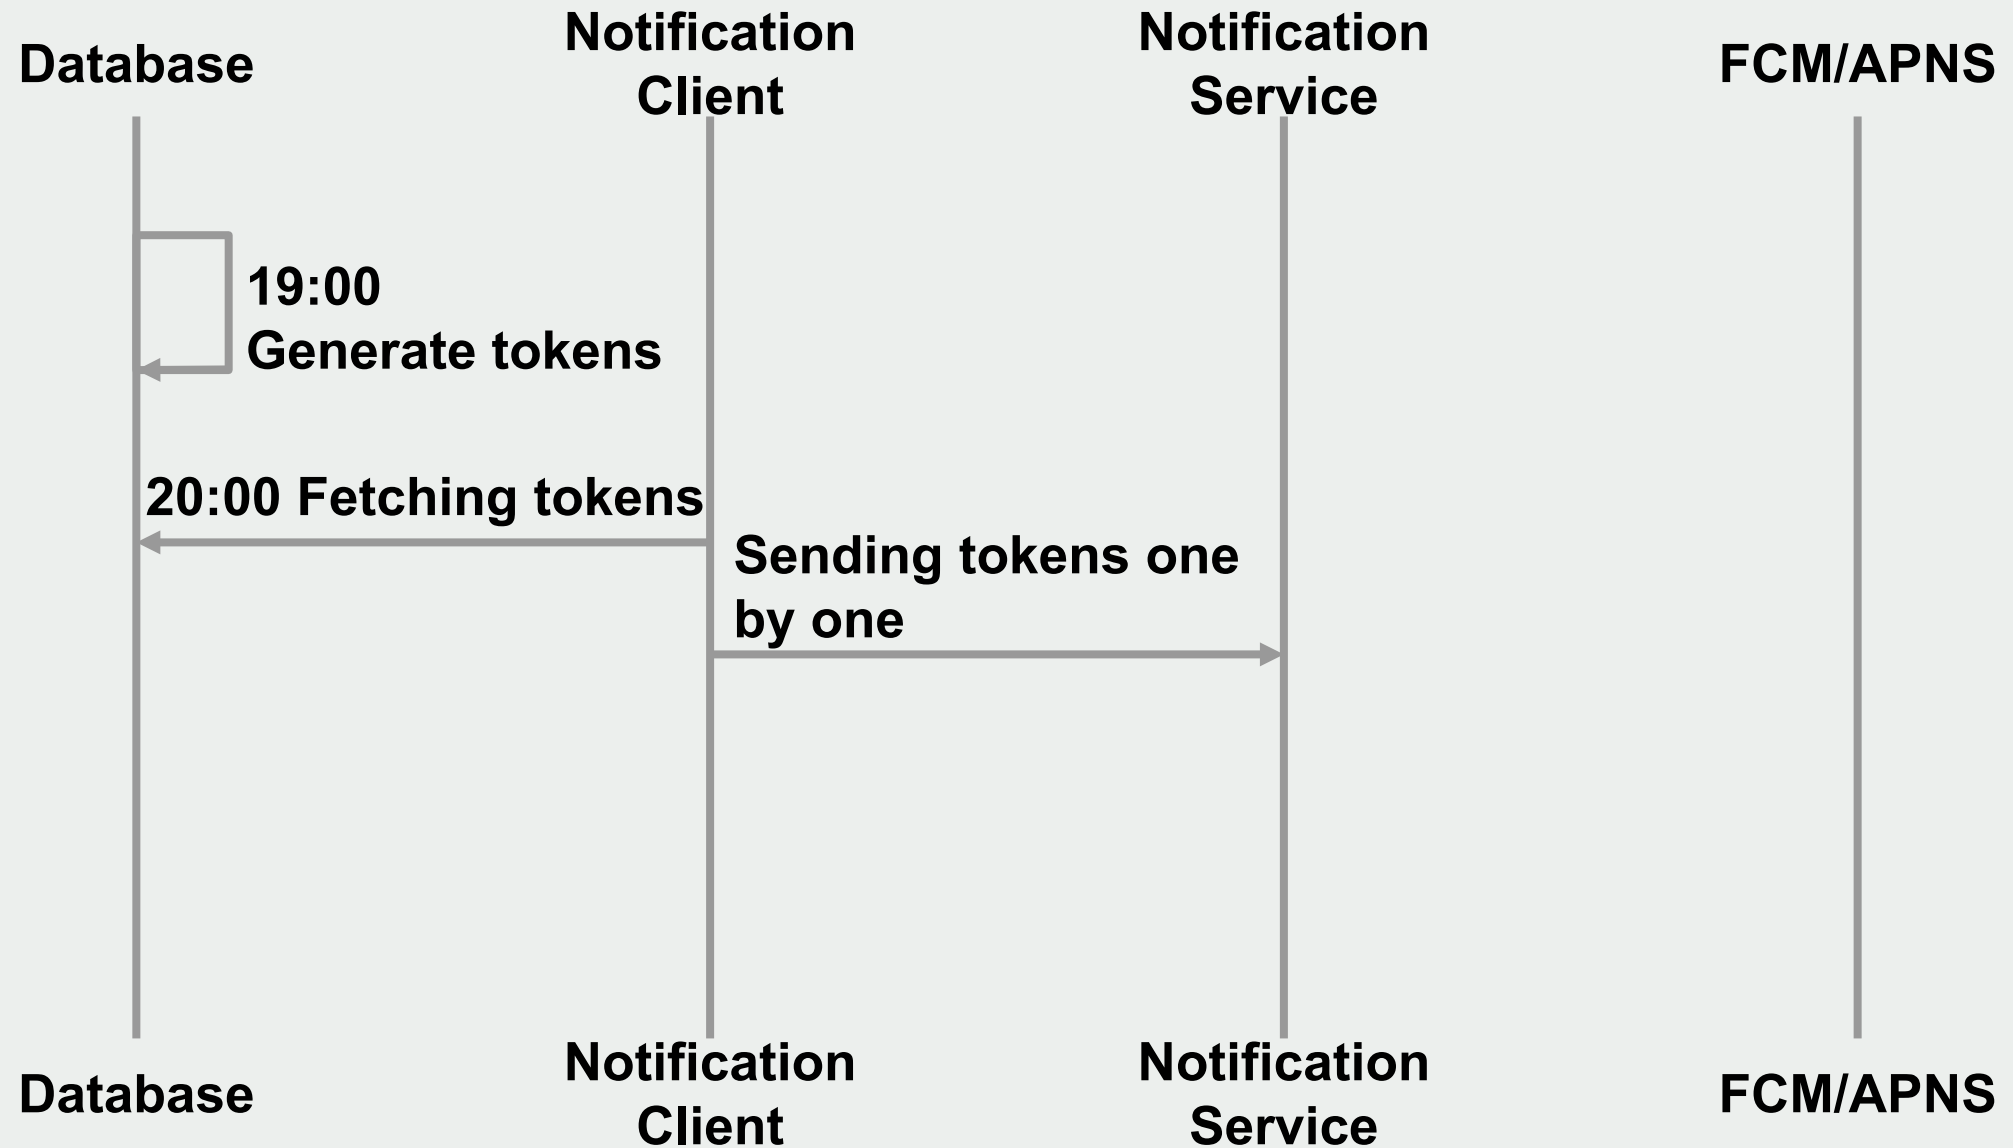 Database
Notification
Client
Notification
Service
FCM/APNS
19:00
Generate tokens
20:00 Fetching tokens
Sending tokens one
by one
Database
Notification
Client
Notification
Service
FCM/APNS